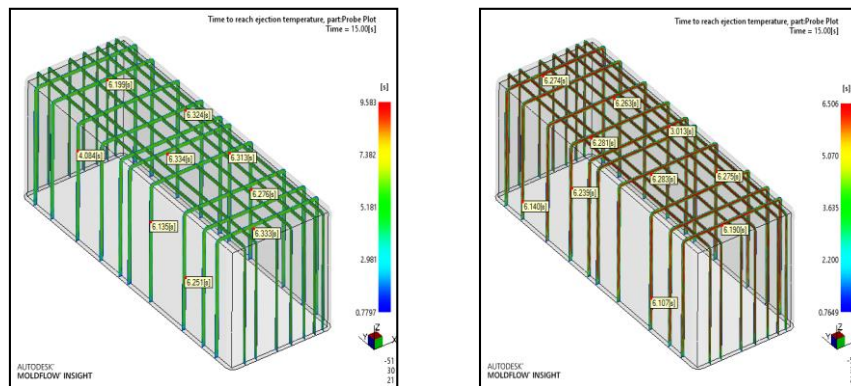 Time to reach ejection temperature, part:Probe Plot
Time = 15.00[s]
[s]
9.583
7.382
5.181
2.981
0.7797
6.199[s]
6.324[s]
4.084[s]
6.334[s]
6.313[s]
6.276[s]
6.135[s]
6.333[s]
6.251[s]
Z
Y
X
-51
30
21
AUTODESK'
MOLDFLOW' INSIGHT
Time to reach ejection temperature, part:Probe Plot
Time = 15.00[s]
[s]
6.506
5.070
3.635
2.200
0.7649
6.274[s]
6.263[s]
3.013[s]
6.281[s]
6.283[s]
6.275[s]
6.239[s]
6.140[s]
6.190[s]
6.107[s]
Z
Y
AUTODESK'
MOLDFLOW' INSIGHT